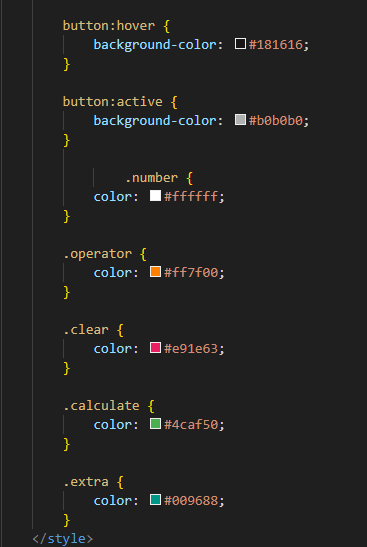 button:hover {
background-color: #181616;
}
button:active {
background-color: #b0b0b0;
}
.number {
color: #ffffff;
}
.operator {
color: #ff7f00;
}
.clear {
color: #e91e63;
}
.calculate {
color: #4caf50;
}
.extra {
color: #009688;
}
</style>